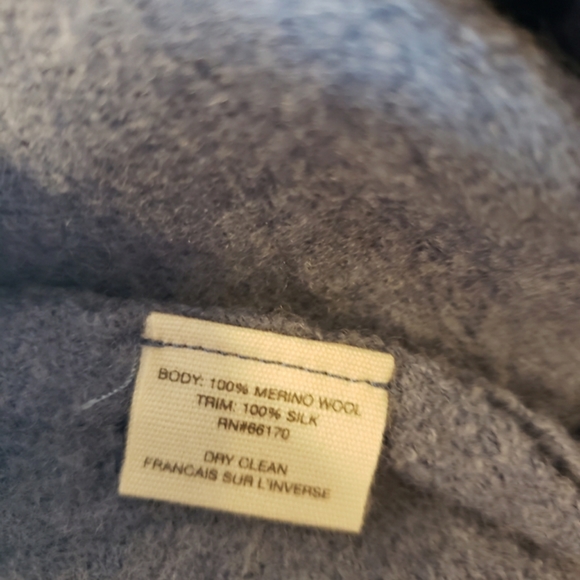 BODY: 100% MERINO WOOL
TRIM: 100% SILK
RN#66170
DRY CLEAN
FRANCAIS SUR L'INVERSE